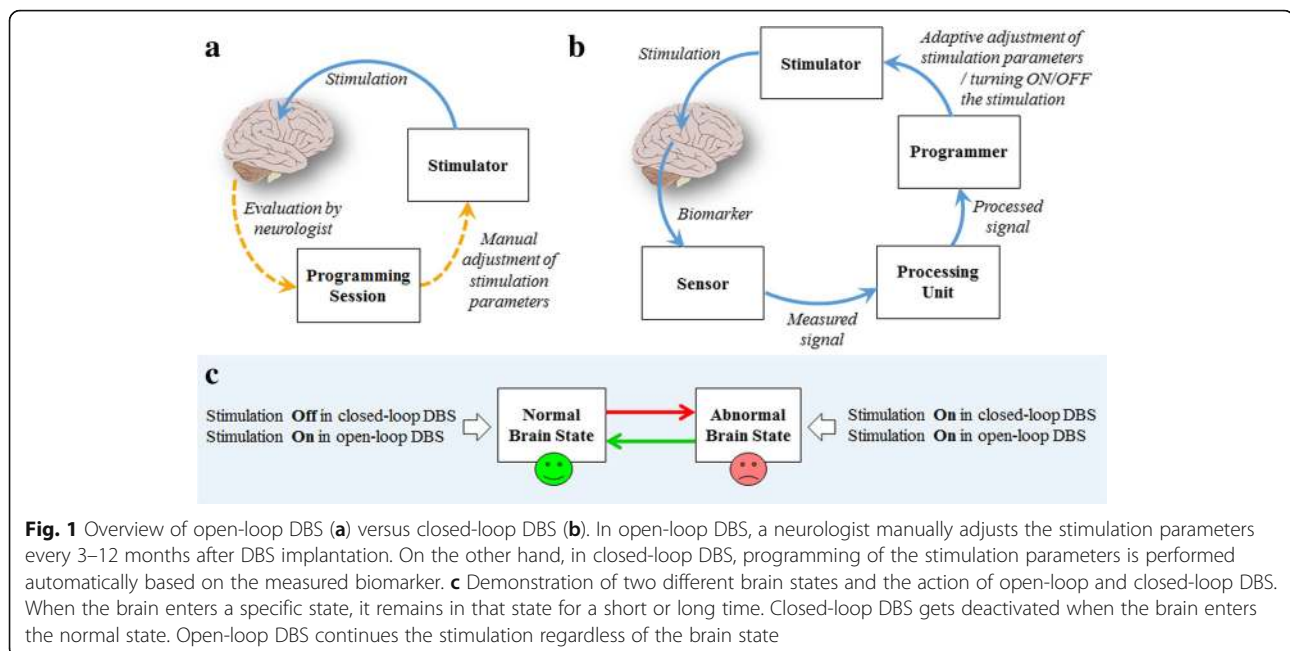 a
Stimulation
Stimulator
Evaluation by
neurologist
Programming
Session
Manual
adjustment of
stimulation
parameters
b
Stimulation
Stimulator
Adaptive adjustment of
stimulation parameters
/ turning ON/OFF
the stimulation
Programmer
Biomarker
Processed
signal
Sensor
Processing
Unit
Measured
signal
c
Stimulation Off in closed-loop DBS
Stimulation On in open-loop DBS
Normal
Brain State
Abnormal
Brain State
Stimulation On in closed-loop DBS
Stimulation On in open-loop DBS
Fig. 1 Overview of open-loop DBS (a) versus closed-loop DBS (b). In open-loop DBS, a neurologist manually adjusts the stimulation parameters
every 3–12 months after DBS implantation. On the other hand, in closed-loop DBS, programming of the stimulation parameters is performed
automatically based on the measured biomarker. c Demonstration of two different brain states and the action of open-loop and closed-loop DBS.
When the brain enters a specific state, it remains in that state for a short or long time. Closed-loop DBS gets deactivated when the brain enters
the normal state. Open-loop DBS continues the stimulation regardless of the brain state